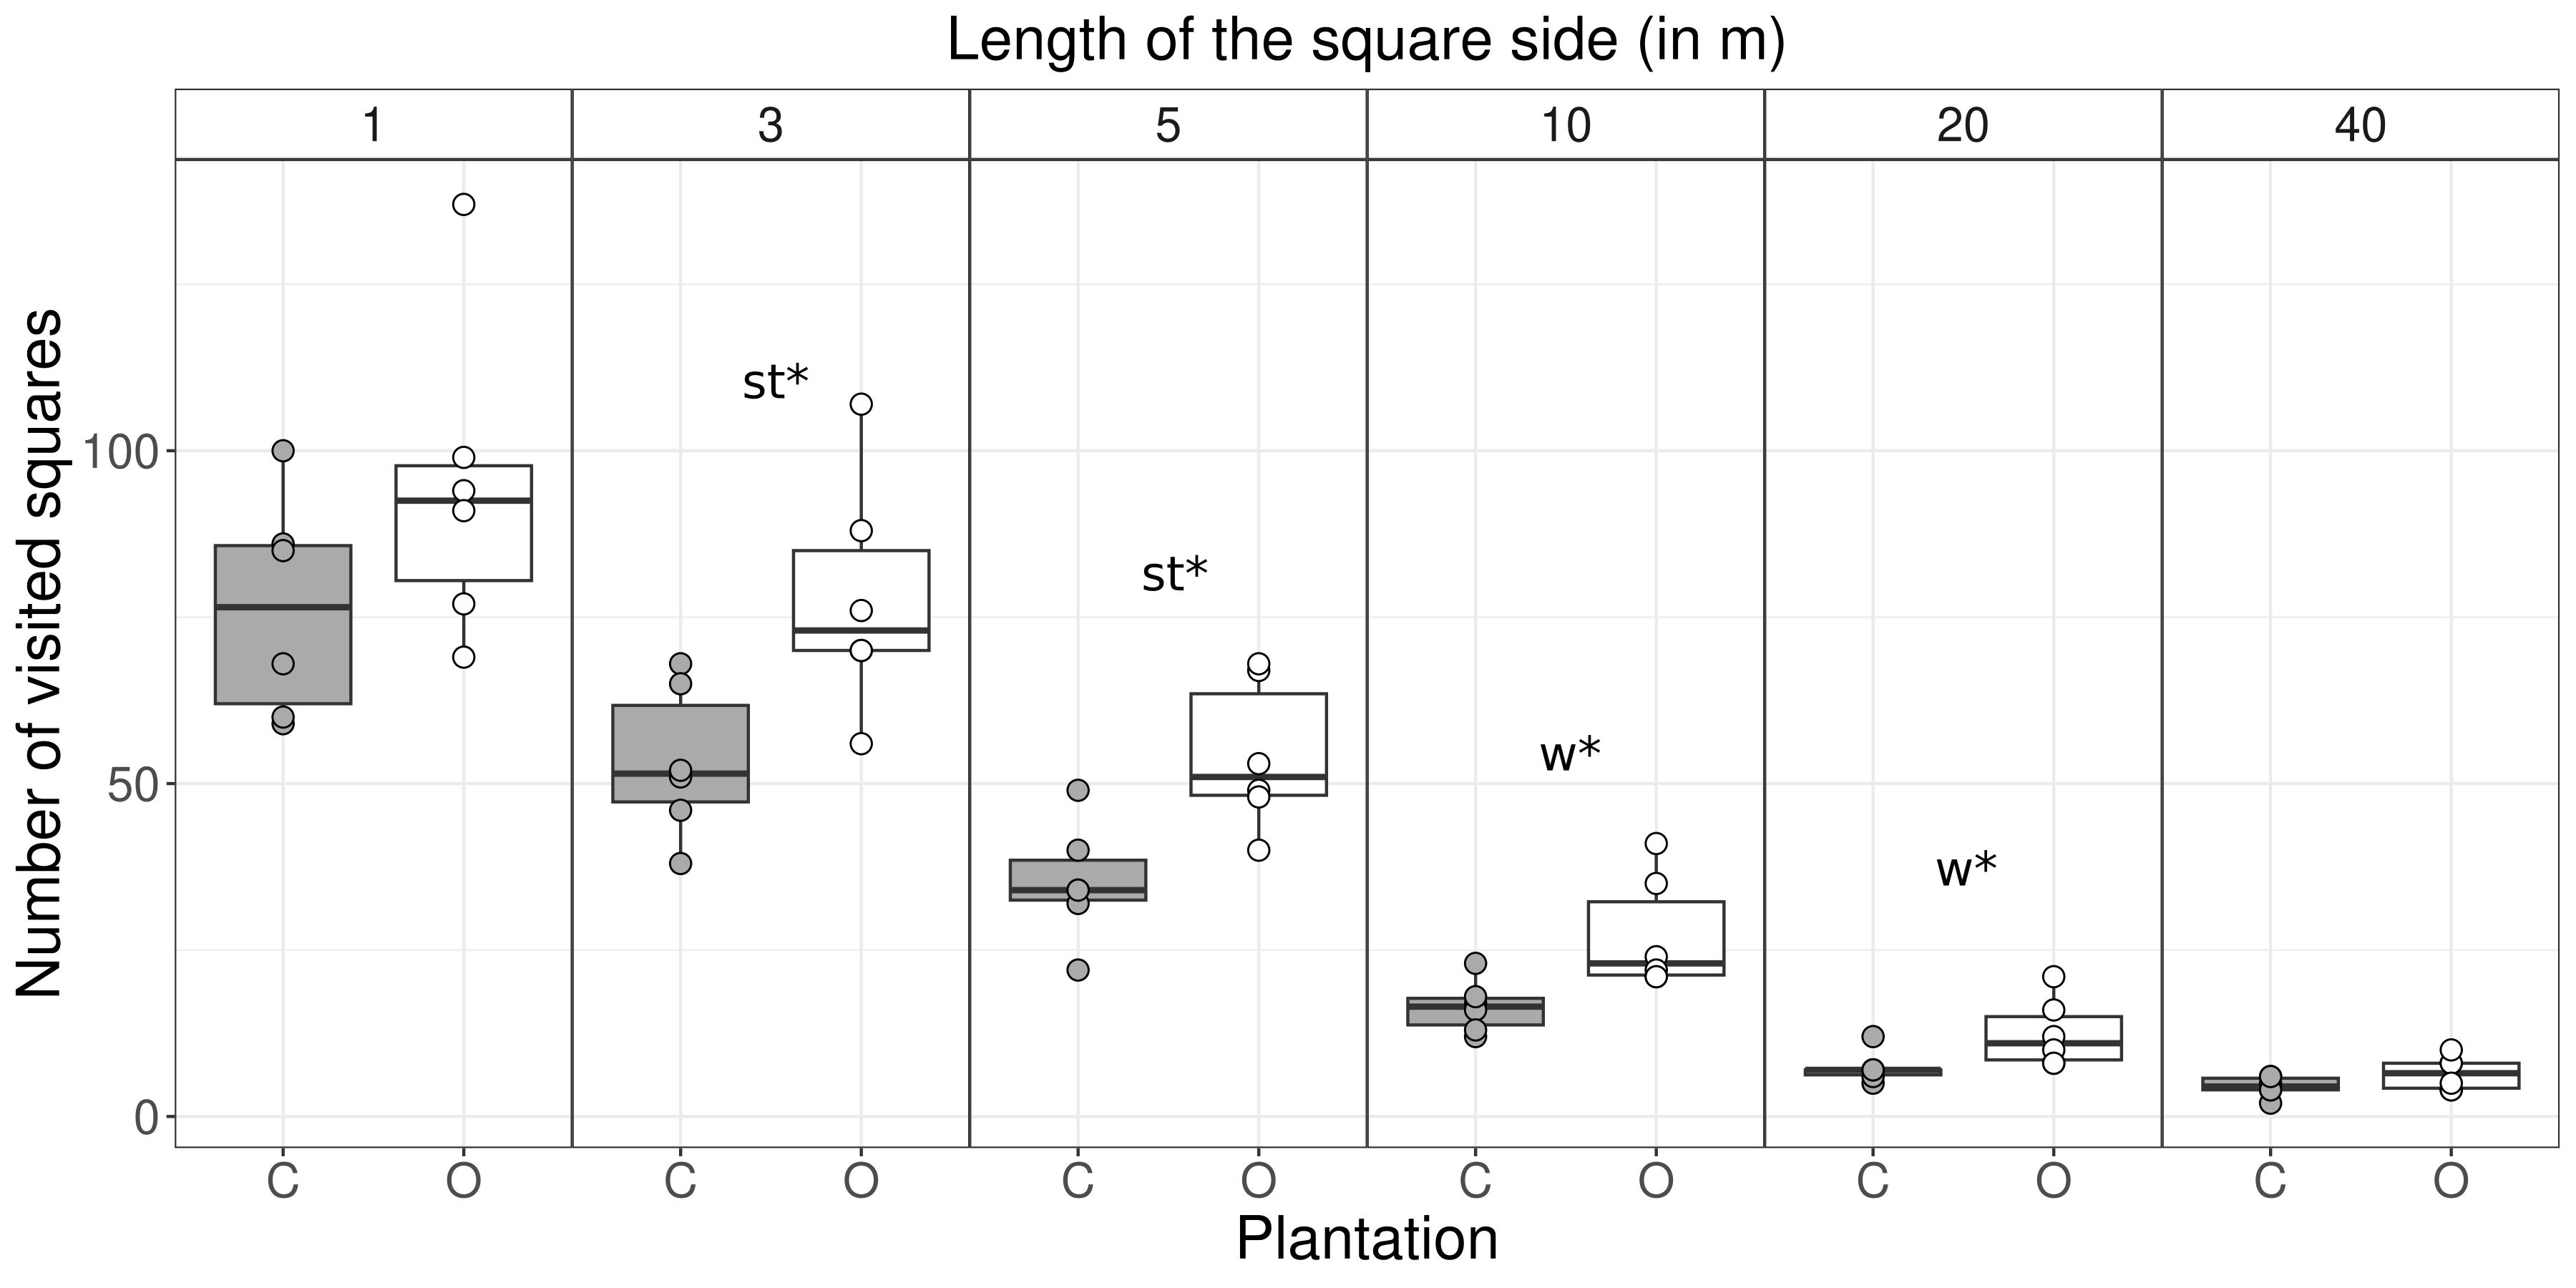 Length of the square side (in m)
1 3 5 10 20 40
Number of visited squares
100
50
0
st*
st*
w*
w*
C O C O C O C O C O C O
Plantation